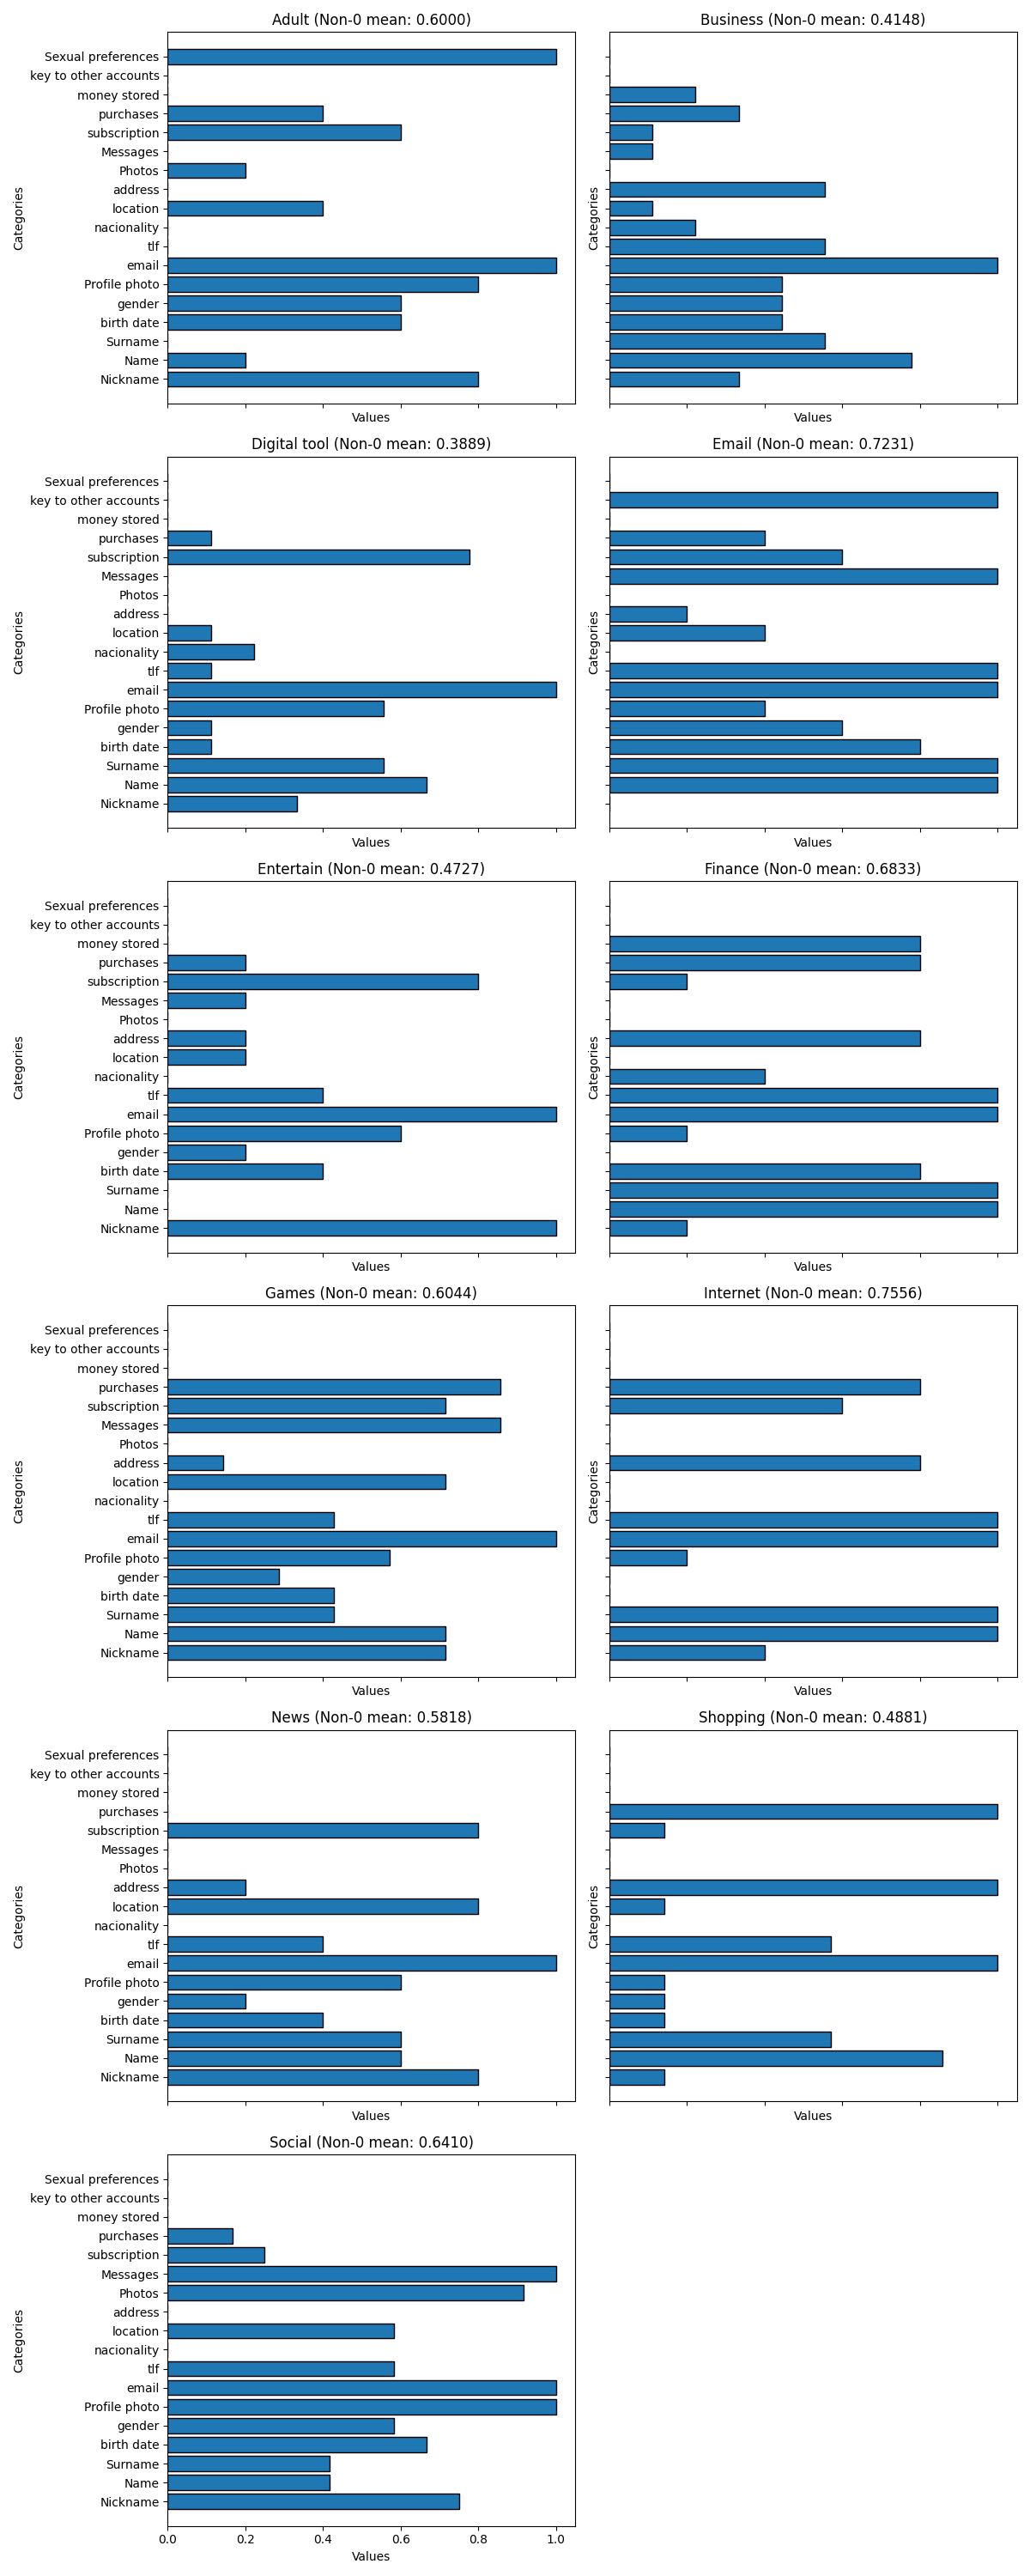 Adult (Non-0 mean: 0.6000)
Categories
Sexual preferences
key to other accounts
money stored
purchases
subscription
Messages
Photos
address
location
nacionality
tlf
email
Profile photo
gender
birth date
Surname
Name
Nickname
Values
Business (Non-0 mean: 0.4148)
Categories
Values
Digital tool (Non-0 mean: 0.3889)
Categories
Sexual preferences
key to other accounts
money stored
purchases
subscription
Messages
Photos
address
location
nacionality
tlf
email
Profile photo
gender
birth date
Surname
Name
Nickname
Values
Email (Non-0 mean: 0.7231)
Categories
Values
Entertain (Non-0 mean: 0.4727)
Categories
Sexual preferences
key to other accounts
money stored
purchases
subscription
Messages
Photos
address
location
nacionality
tlf
email
Profile photo
gender
birth date
Surname
Name
Nickname
Values
Finance (Non-0 mean: 0.6833)
Categories
Values
Games (Non-0 mean: 0.6044)
Categories
Sexual preferences
key to other accounts
money stored
purchases
subscription
Messages
Photos
address
location
nacionality
tlf
email
Profile photo
gender
birth date
Surname
Name
Nickname
Values
Internet (Non-0 mean: 0.7556)
Categories
Values
News (Non-0 mean: 0.5818)
Categories
Sexual preferences
key to other accounts
money stored
purchases
subscription
Messages
Photos
address
location
nacionality
tlf
email
Profile photo
gender
birth date
Surname
Name
Nickname
Values
Shopping (Non-0 mean: 0.4881)
Categories
Values
Social (Non-0 mean: 0.6410)
Categories
Sexual preferences
key to other accounts
money stored
purchases
subscription
Messages
Photos
address
location
nacionality
tlf
email
Profile photo
gender
birth date
Surname
Name
Nickname
0.0 0.2 0.4 0.6 0.8 1.0
Values